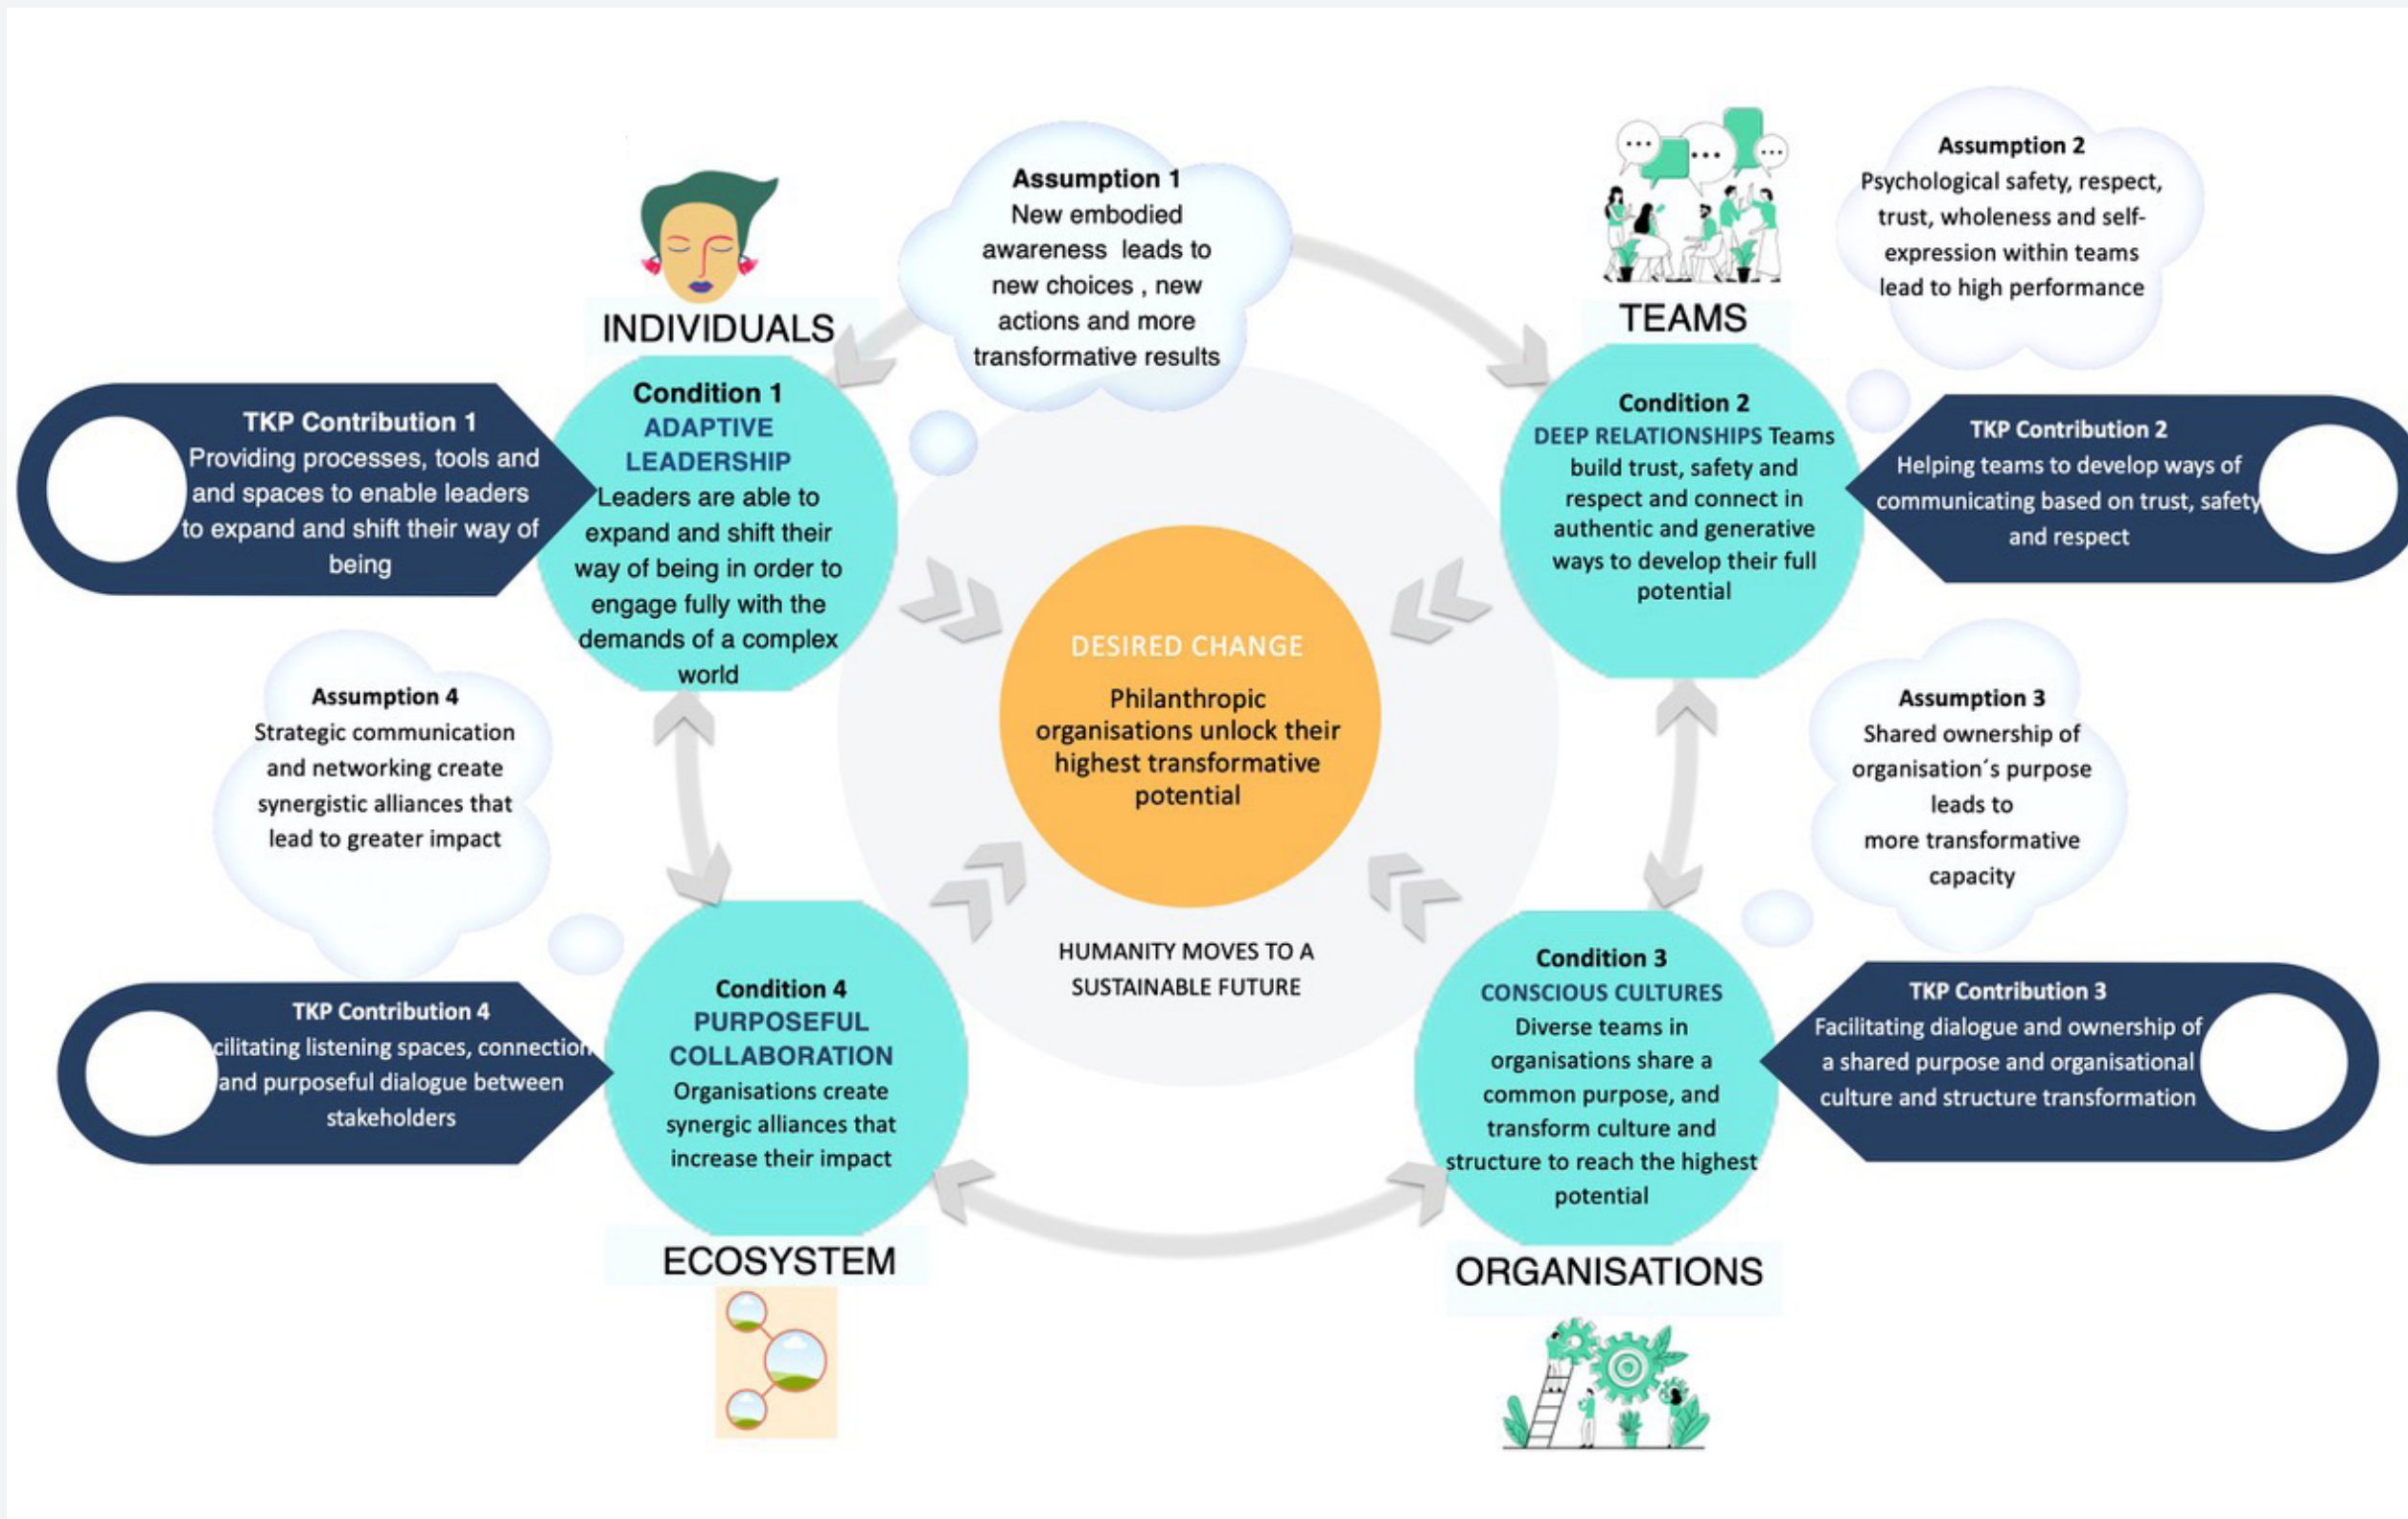 Assumption 1
New embodied
awareness leads to
new choices , new
actions and more
transformative results
Assumption 2
Psychological safety, respect,
trust, wholeness and self-
expression within teams
lead to high performance
INDIVIDUALS
TEAMS
TKP Contribution 1
Providing processes, tools and
and spaces to enable leaders
to expand and shift their way of
being
Condition 1
ADAPTIVE
LEADERSHIP
Leaders are able to
expand and shift their
way of being in order to
engage fully with the
demands of a complex
world
Condition 2
DEEP RELATIONSHIPS Teams
build trust, safety and
respect and connect in
authentic and generative
ways to develop their full
potential
TKP Contribution 2
Helping teams to develop ways of
communicating based on trust, safety
and respect
DESIRED CHANGE
Philanthropic
organisations unlock their
highest transformative
potential
Assumption 4
Strategic communication
and networking create
synergistic alliances that
lead to greater impact
Assumption 3
Shared ownership of
organisation´s purpose
leads to
more transformative
capacity
HUMANITY MOVES TO A
SUSTAINABLE FUTURE
TKP Contribution 4
cilitating listening spaces, connection
and purposeful dialogue between
stakeholders
Condition 4
PURPOSEFUL
COLLABORATION
Organisations create
synergic alliances that
increase their impact
Condition 3
CONSCIOUS CULTURES
Diverse teams in
organisations share a
common purpose, and
transform culture and
structure to reach the highest
potential
TKP Contribution 3
Facilitating dialogue and ownership of
a shared purpose and organisational
culture and structure transformation
ECOSYSTEM
ORGANISATIONS